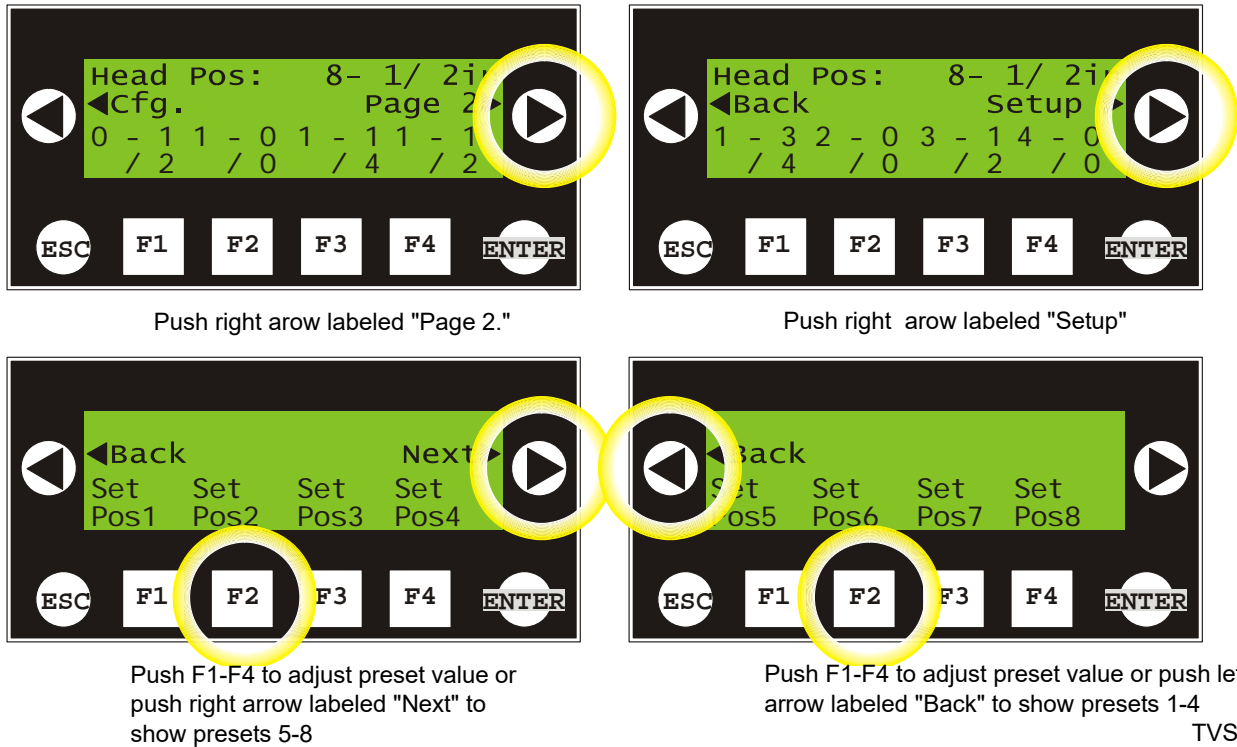 Head Pos: 8- 1/ 2i
◀Cfg. Page 2
0 - 1 1 - 0 1 - 1 1 - 1
/ 2 / 0 / 4 / 2
ESC F1 F2 F3 F4 ENTER
Push right arow labeled "Page 2."
Head Pos: 8- 1/ 2in
◀Back Setup
1 - 3 2 - 0 3 - 1 4 - 0
/ 4 / 0 / 2 / 0
ESC F1 F2 F3 F4 ENTER
Push right arow labeled "Setup"
◀Back Next▶
Set Set Set Set
Pos1 Pos2 Pos3 Pos4
ESC F1 F2 F3 F4 ENTER
Push F1-F4 to adjust preset value or
push right arrow labeled "Next" to
show presets 5-8
◀Back
Set Set Set Set
Pos5 Pos6 Pos7 Pos8
ESC F1 F2 F3 F4 ENTER
Push F1-F4 to adjust preset value or push
arrow labeled "Back" to show presets 1-4
TVS